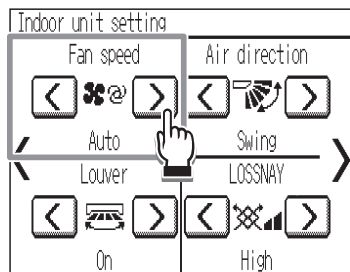 Indoor unit setting
Fan speed Air direction
Auto Swing
Louver LOSSNAY
On High